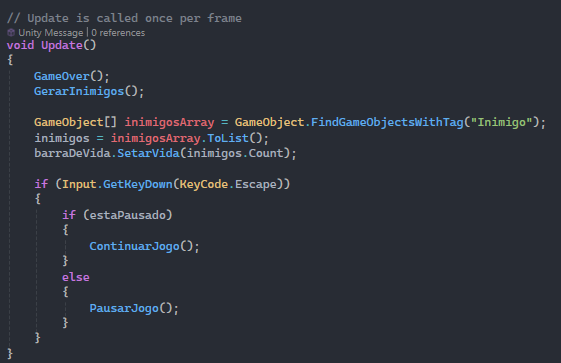 // Update is called once per frame
Unity Message | 0 references
void Update()
{
    GameOver();
    GerarInimigos();

    GameObject[] inimigosArray = GameObject.FindGameObjectsWithTag("Inimigo");
    inimigos = inimigosArray.ToList();
    barraDeVida.SetarVida(inimigos.Count);

    if (Input.GetKeyDown(KeyCode.Escape))
    {
        if (estaPausado)
        {
            ContinuarJogo();
        }
        else
        {
            PausarJogo();
        }
    }
}